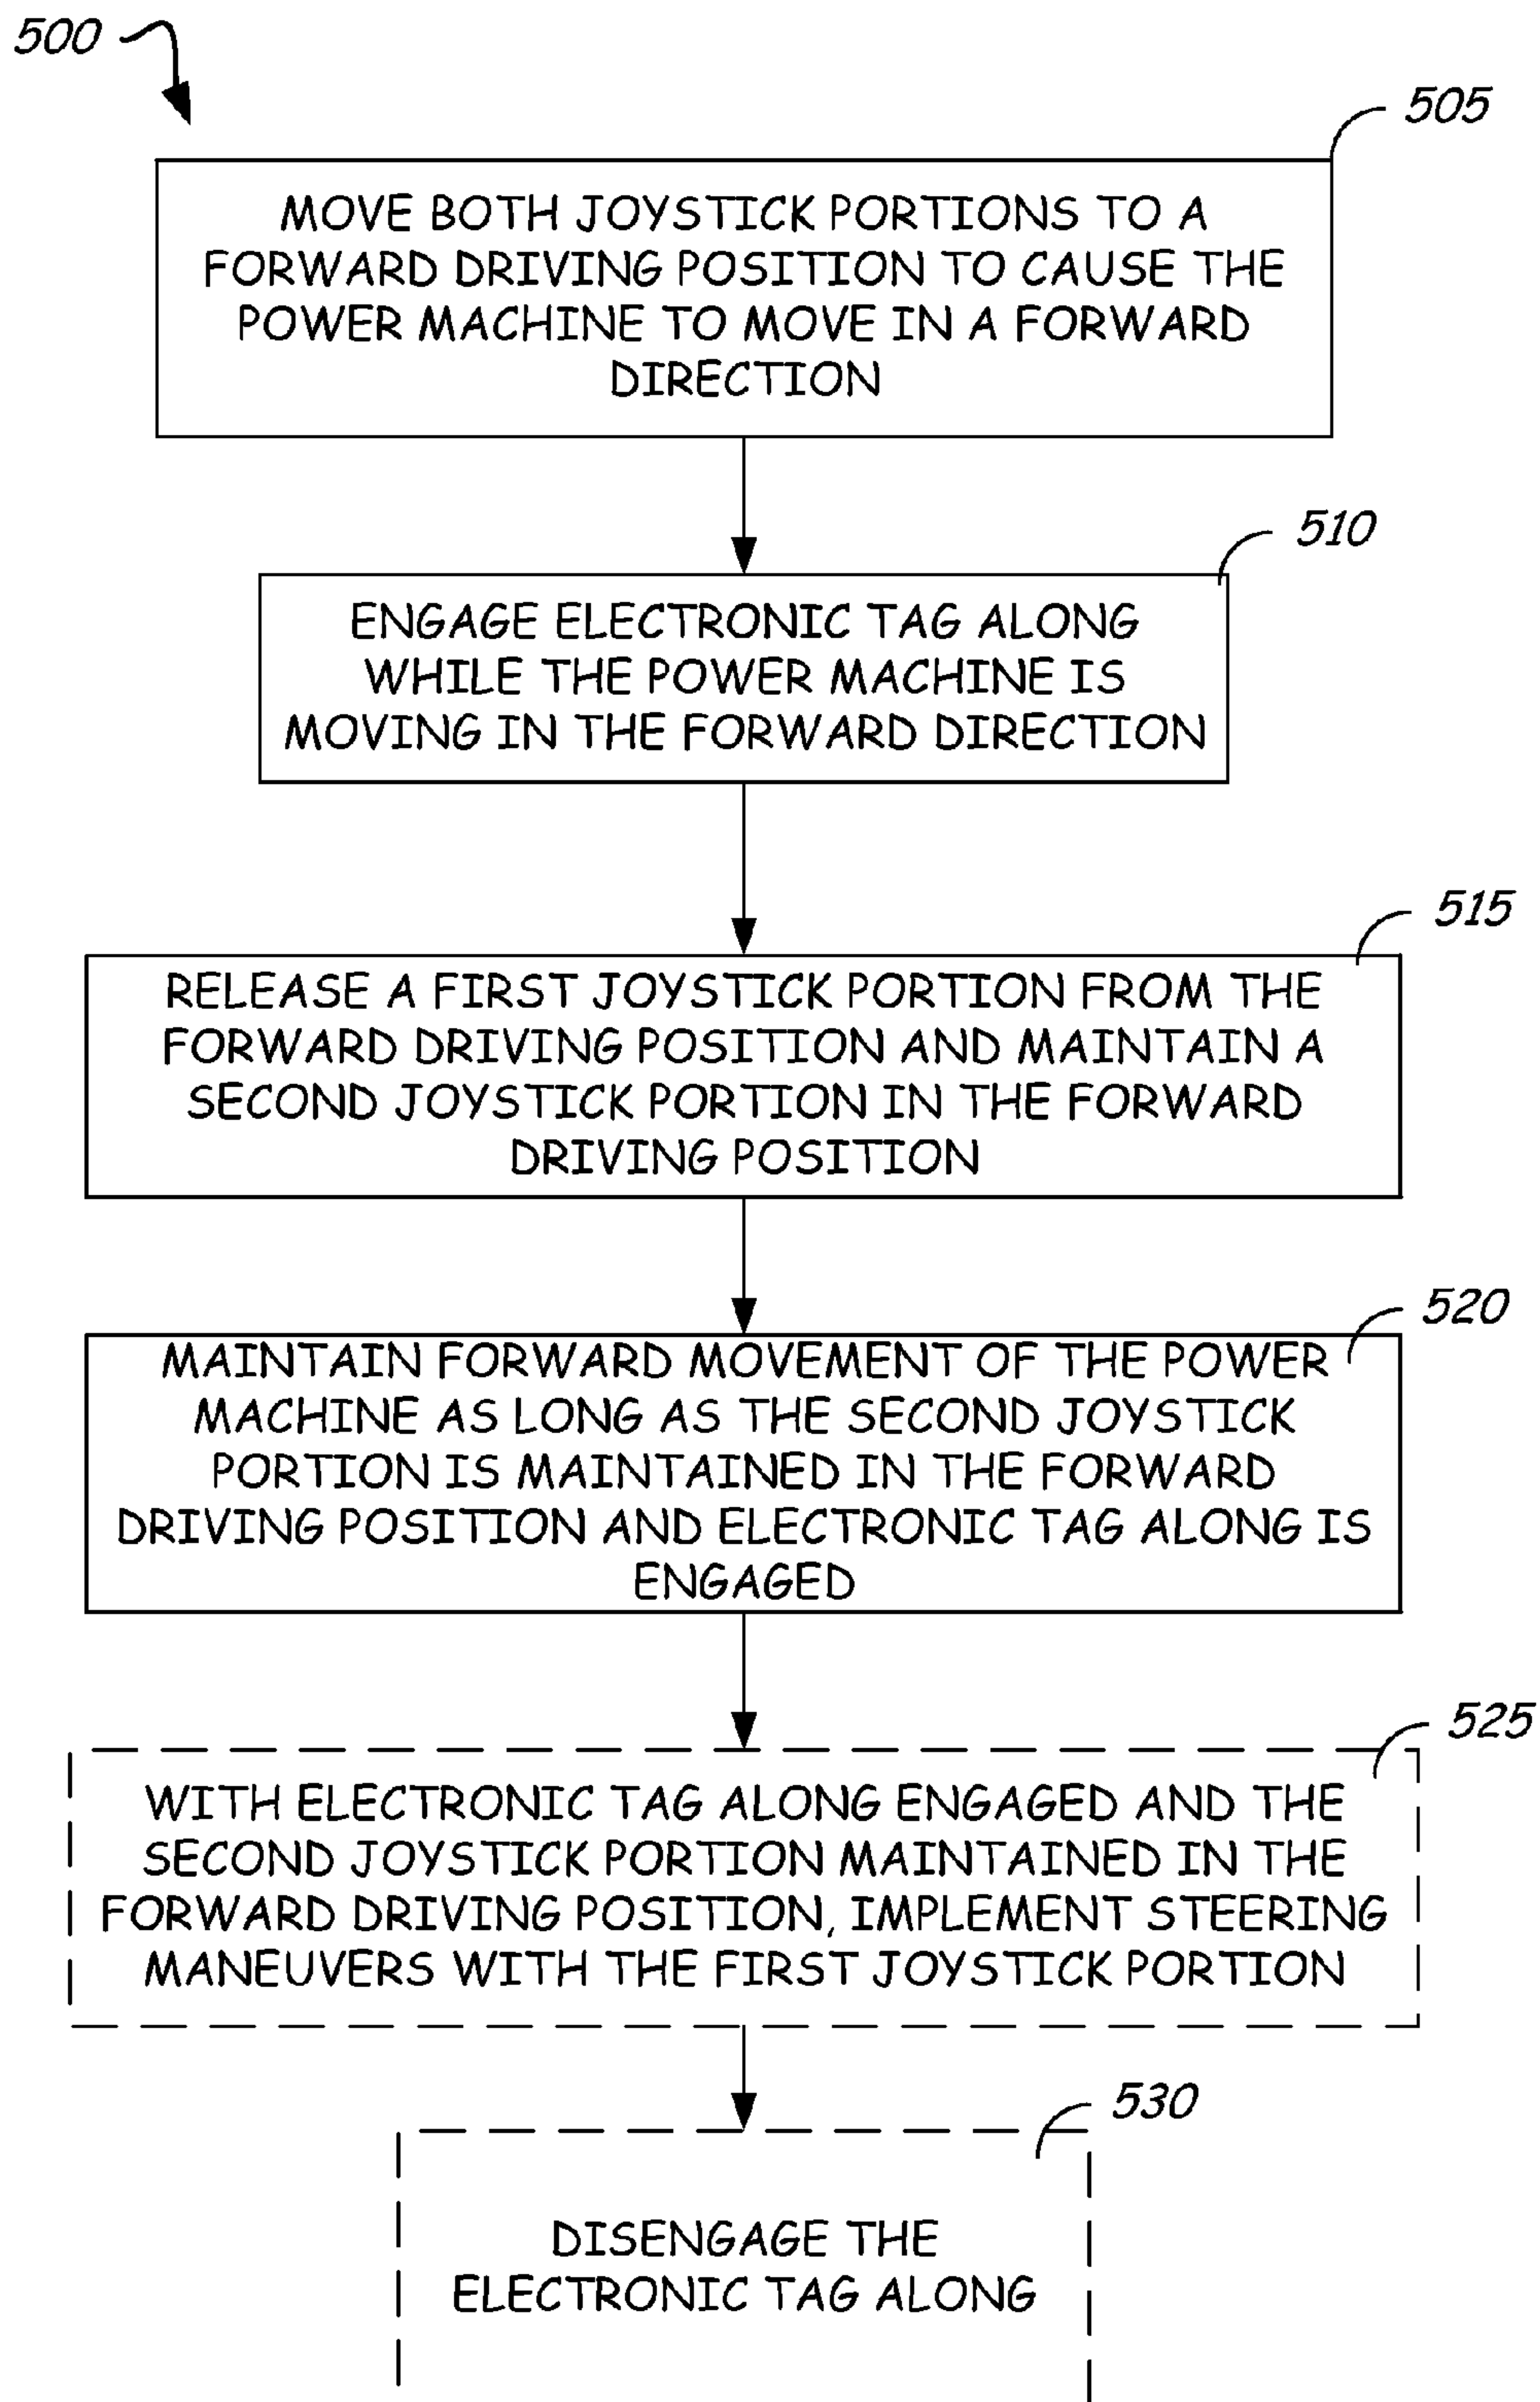 500
505
MOVE BOTH JOYSTICK PORTIONS TO A
FORWARD DRIVING POSITION TO CAUSE THE
POWER MACHINE TO MOVE IN A FORWARD
DIRECTION
510
ENGAGE ELECTRONIC TAG ALONG
WHILE THE POWER MACHINE IS
MOVING IN THE FORWARD DIRECTION
515
RELEASE A FIRST JOYSTICK PORTION FROM THE
FORWARD DRIVING POSITION AND MAINTAIN A
SECOND JOYSTICK PORTION IN THE FORWARD
DRIVING POSITION
520
MAINTAIN FORWARD MOVEMENT OF THE POWER
MACHINE AS LONG AS THE SECOND JOYSTICK
PORTION IS MAINTAINED IN THE FORWARD
DRIVING POSITION AND ELECTRONIC TAG ALONG IS
ENGAGED
525
WITH ELECTRONIC TAG ALONG ENGAGED AND THE
SECOND JOYSTICK PORTION MAINTAINED IN THE
FORWARD DRIVING POSITION, IMPLEMENT STEERING
MANEUVERS WITH THE FIRST JOYSTICK PORTION
530
DISENGAGE THE
ELECTRONIC TAG ALONG